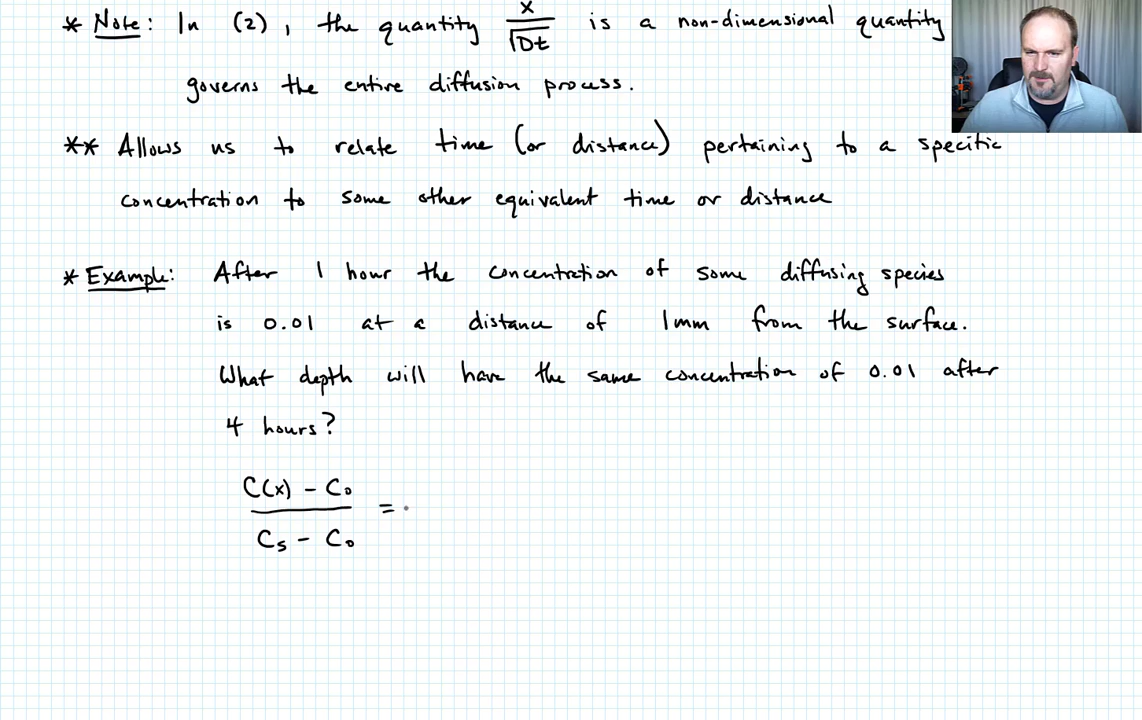 * Note: In (2), the quantity x/√Dt is a non-dimensional quantity
governs the entire diffusion process.
** Allows us to relate time (or distance) pertaining to a specific
concentration to some other equivalent time or distance
* Example: After 1 hour the concentration of some diffusing species
is 0.01 at a distance of 1mm from the surface.
What depth will have the same concentration of 0.01 after
4 hours?
C(x) - C₀
Cₛ - C₀ =